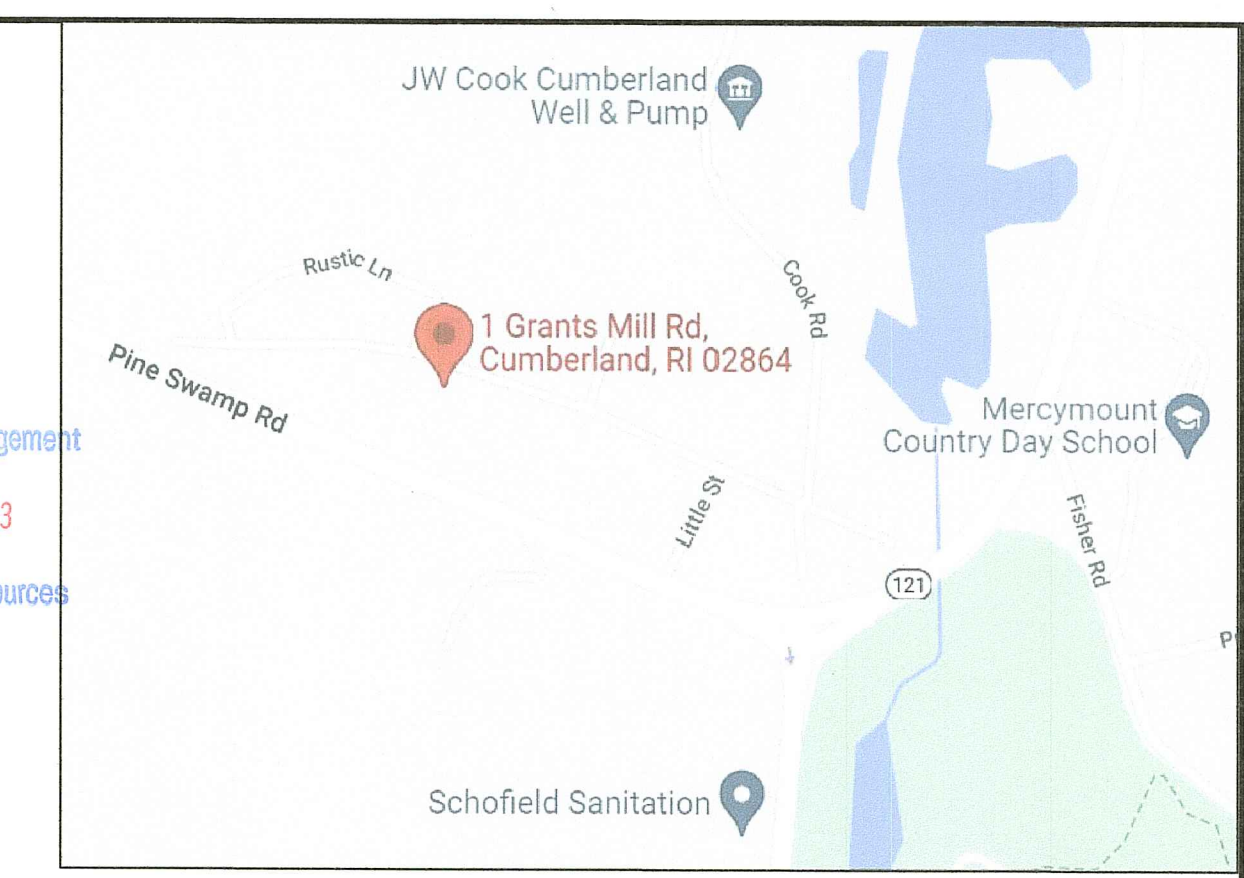 JW Cook Cumberland
Well & Pump
Rustic Ln
Cook Rd
1 Grants Mill Rd,
Cumberland, RI 02864
Pine Swamp Rd
Mercymount
Country Day School
gement
Little St
3
Fisher Rd
121
ources
P
Schofield Sanitation